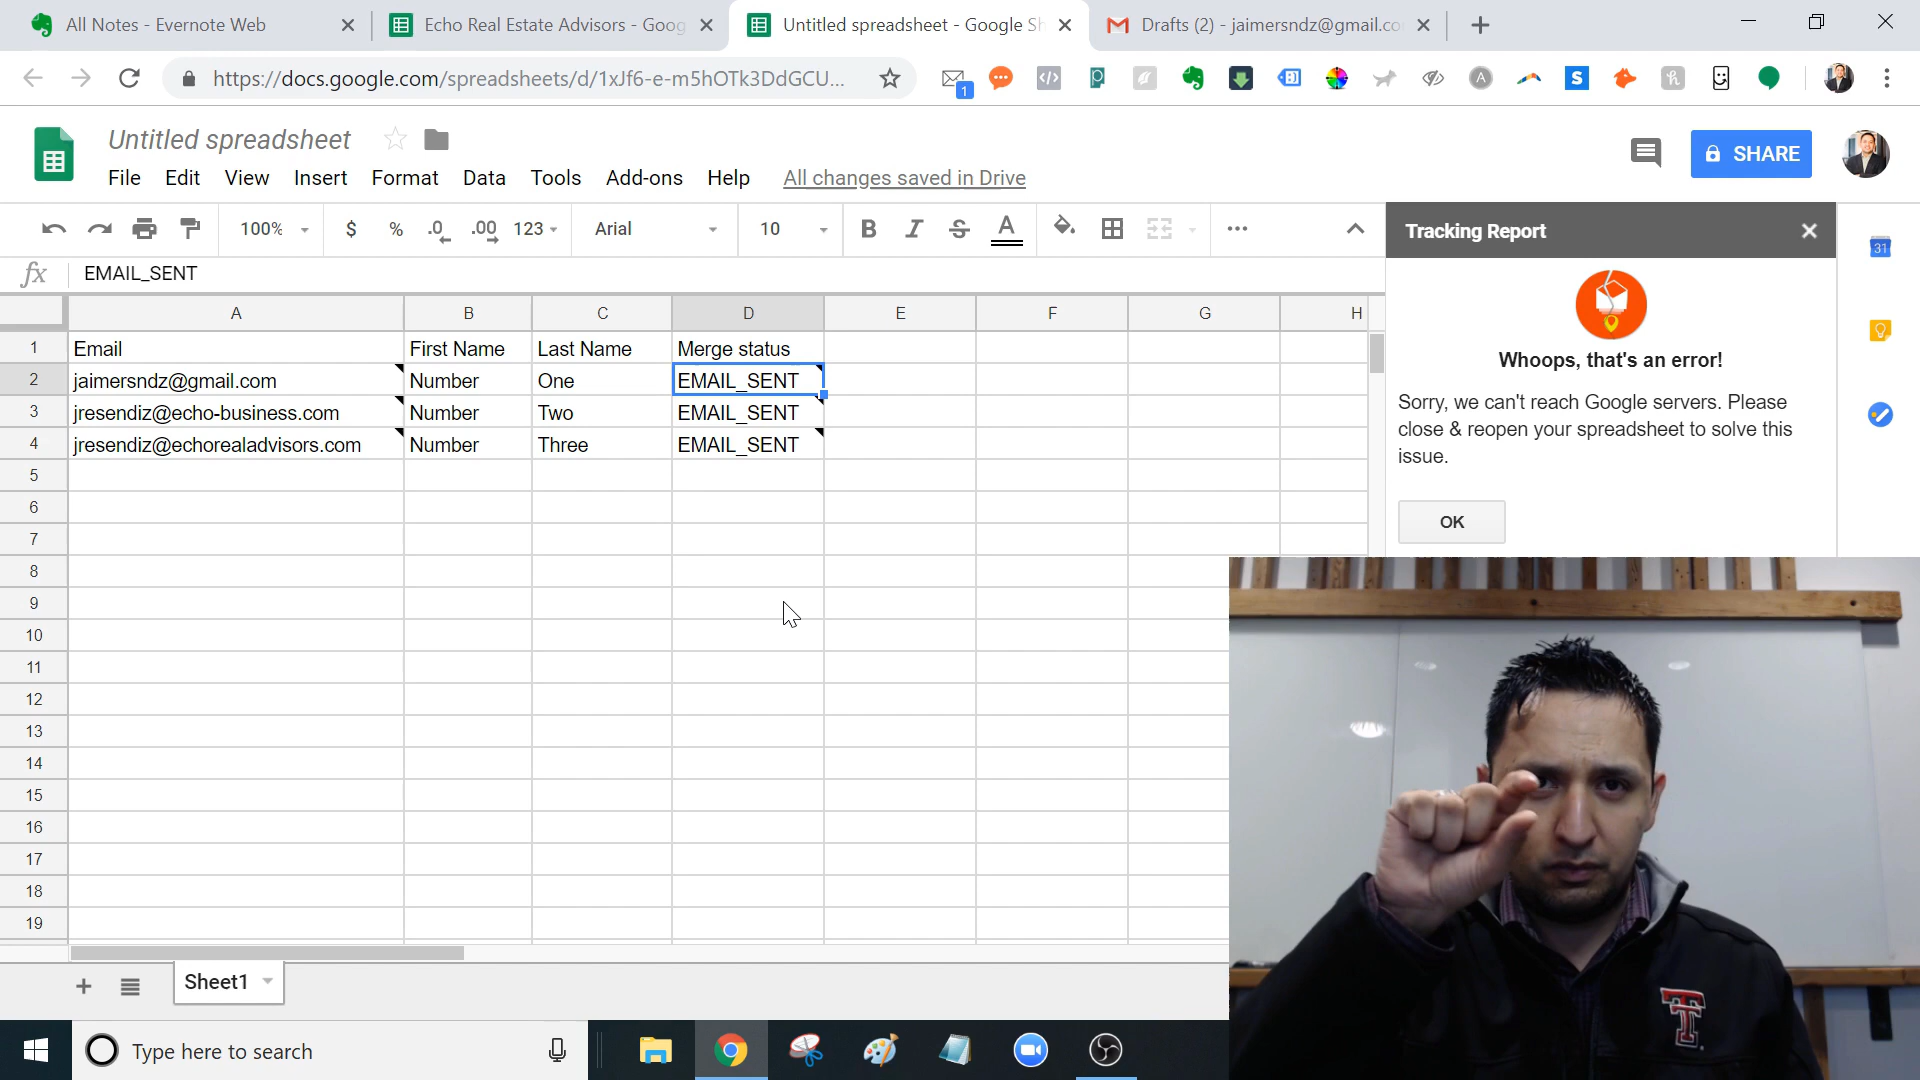 All Notes - Evernote Web
Echo Real Estate Advisors - Goog
Untitled spreadsheet - Google Sh
Drafts (2) - jaimersndz@gmail.co
https://docs.google.com/spreadsheets/d/1xJf6-e-m5hOTk3DdGCU...
1
Untitled spreadsheet
SHARE
File Edit View Insert Format Data Tools Add-ons Help All changes saved in Drive
100% $ % .0 .00 123 Arial 10 B I S A
Tracking Report
31
fx EMAIL_SENT
Whoops, that's an error!
Sorry, we can't reach Google servers. Please
close & reopen your spreadsheet to solve this
issue.
OK
A B C D E F G H
1 Email First Name Last Name Merge status
2 jaimersndz@gmail.com Number One EMAIL_SENT
3 jresendiz@echo-business.com Number Two EMAIL_SENT
4 jresendiz@echorealadvisors.com Number Three EMAIL_SENT
5
6
7
8
9
10
11
12
13
14
15
16
17
18
19
Sheet1
Type here to search
T